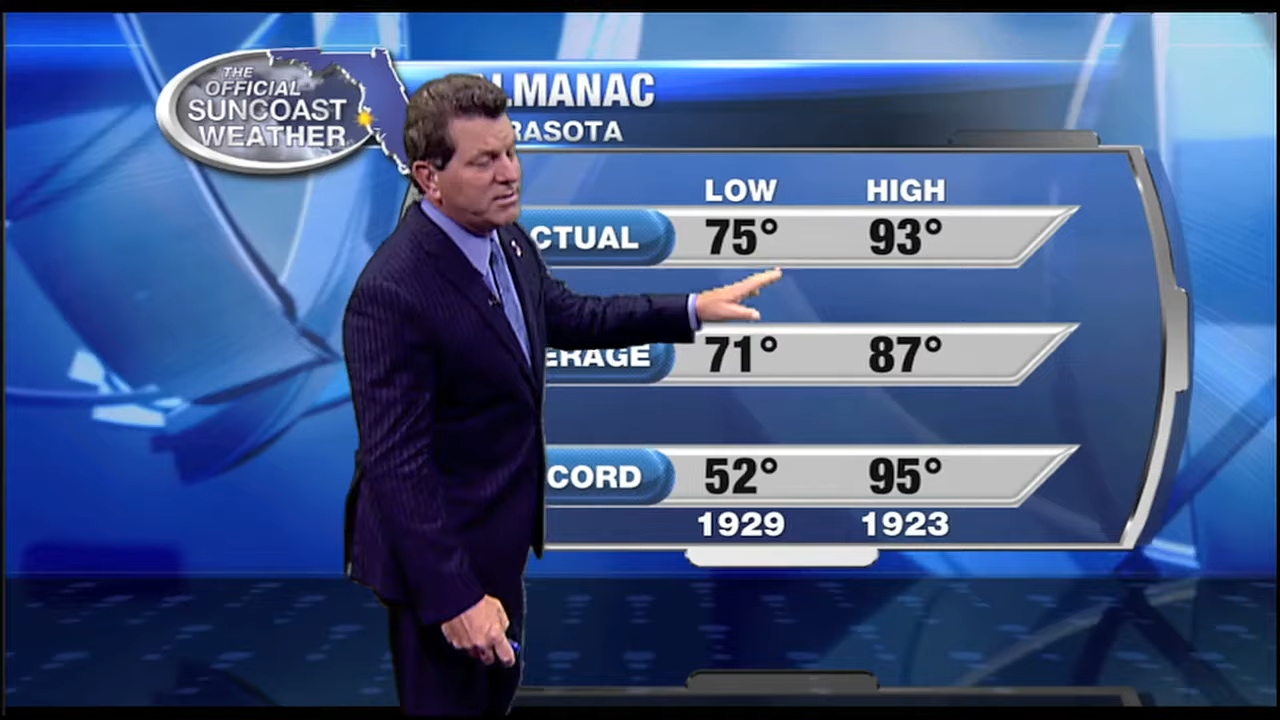 THE
OFFICIAL
SUNCOAST
WEATHER
LMANAC
RASOTA
LOW HIGH
CTUAL 75° 93°
ERAGE 71° 87°
CORD 52° 95°
1929 1923